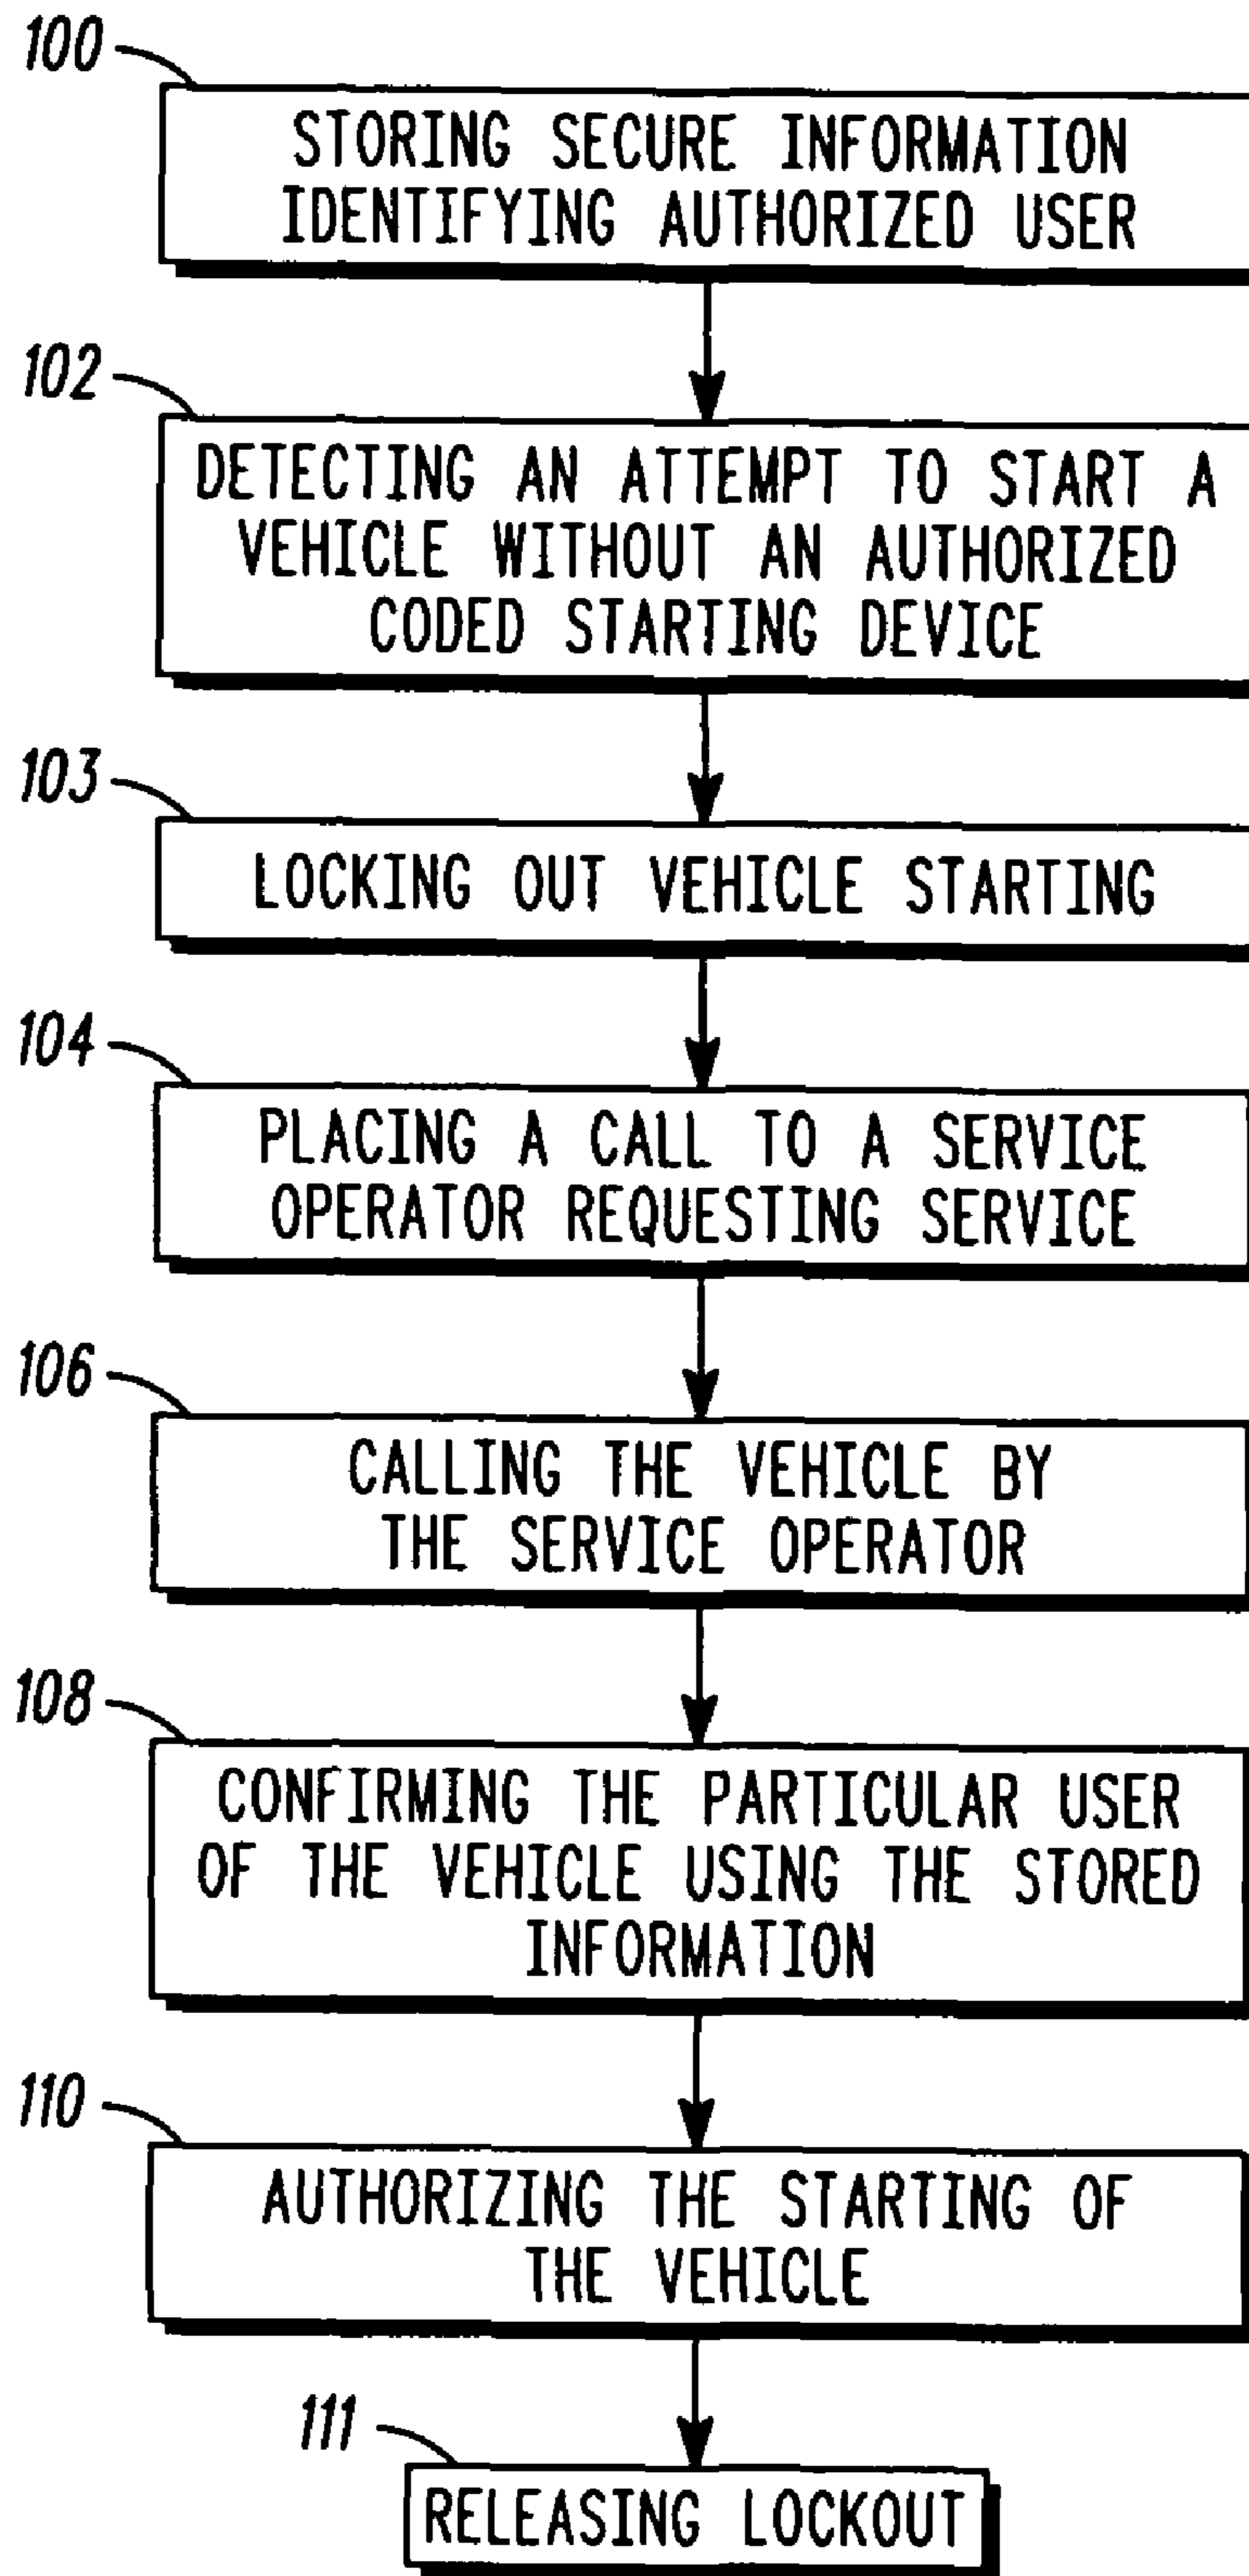 100
STORING SECURE INFORMATION
IDENTIFYING AUTHORIZED USER
102
DETECTING AN ATTEMPT TO START A
VEHICLE WITHOUT AN AUTHORIZED
CODED STARTING DEVICE
103
LOCKING OUT VEHICLE STARTING
104
PLACING A CALL TO A SERVICE
OPERATOR REQUESTING SERVICE
106
CALLING THE VEHICLE BY
THE SERVICE OPERATOR
108
CONFIRMING THE PARTICULAR USER
OF THE VEHICLE USING THE STORED
INFORMATION
110
AUTHORIZING THE STARTING OF
THE VEHICLE
111
RELEASING LOCKOUT